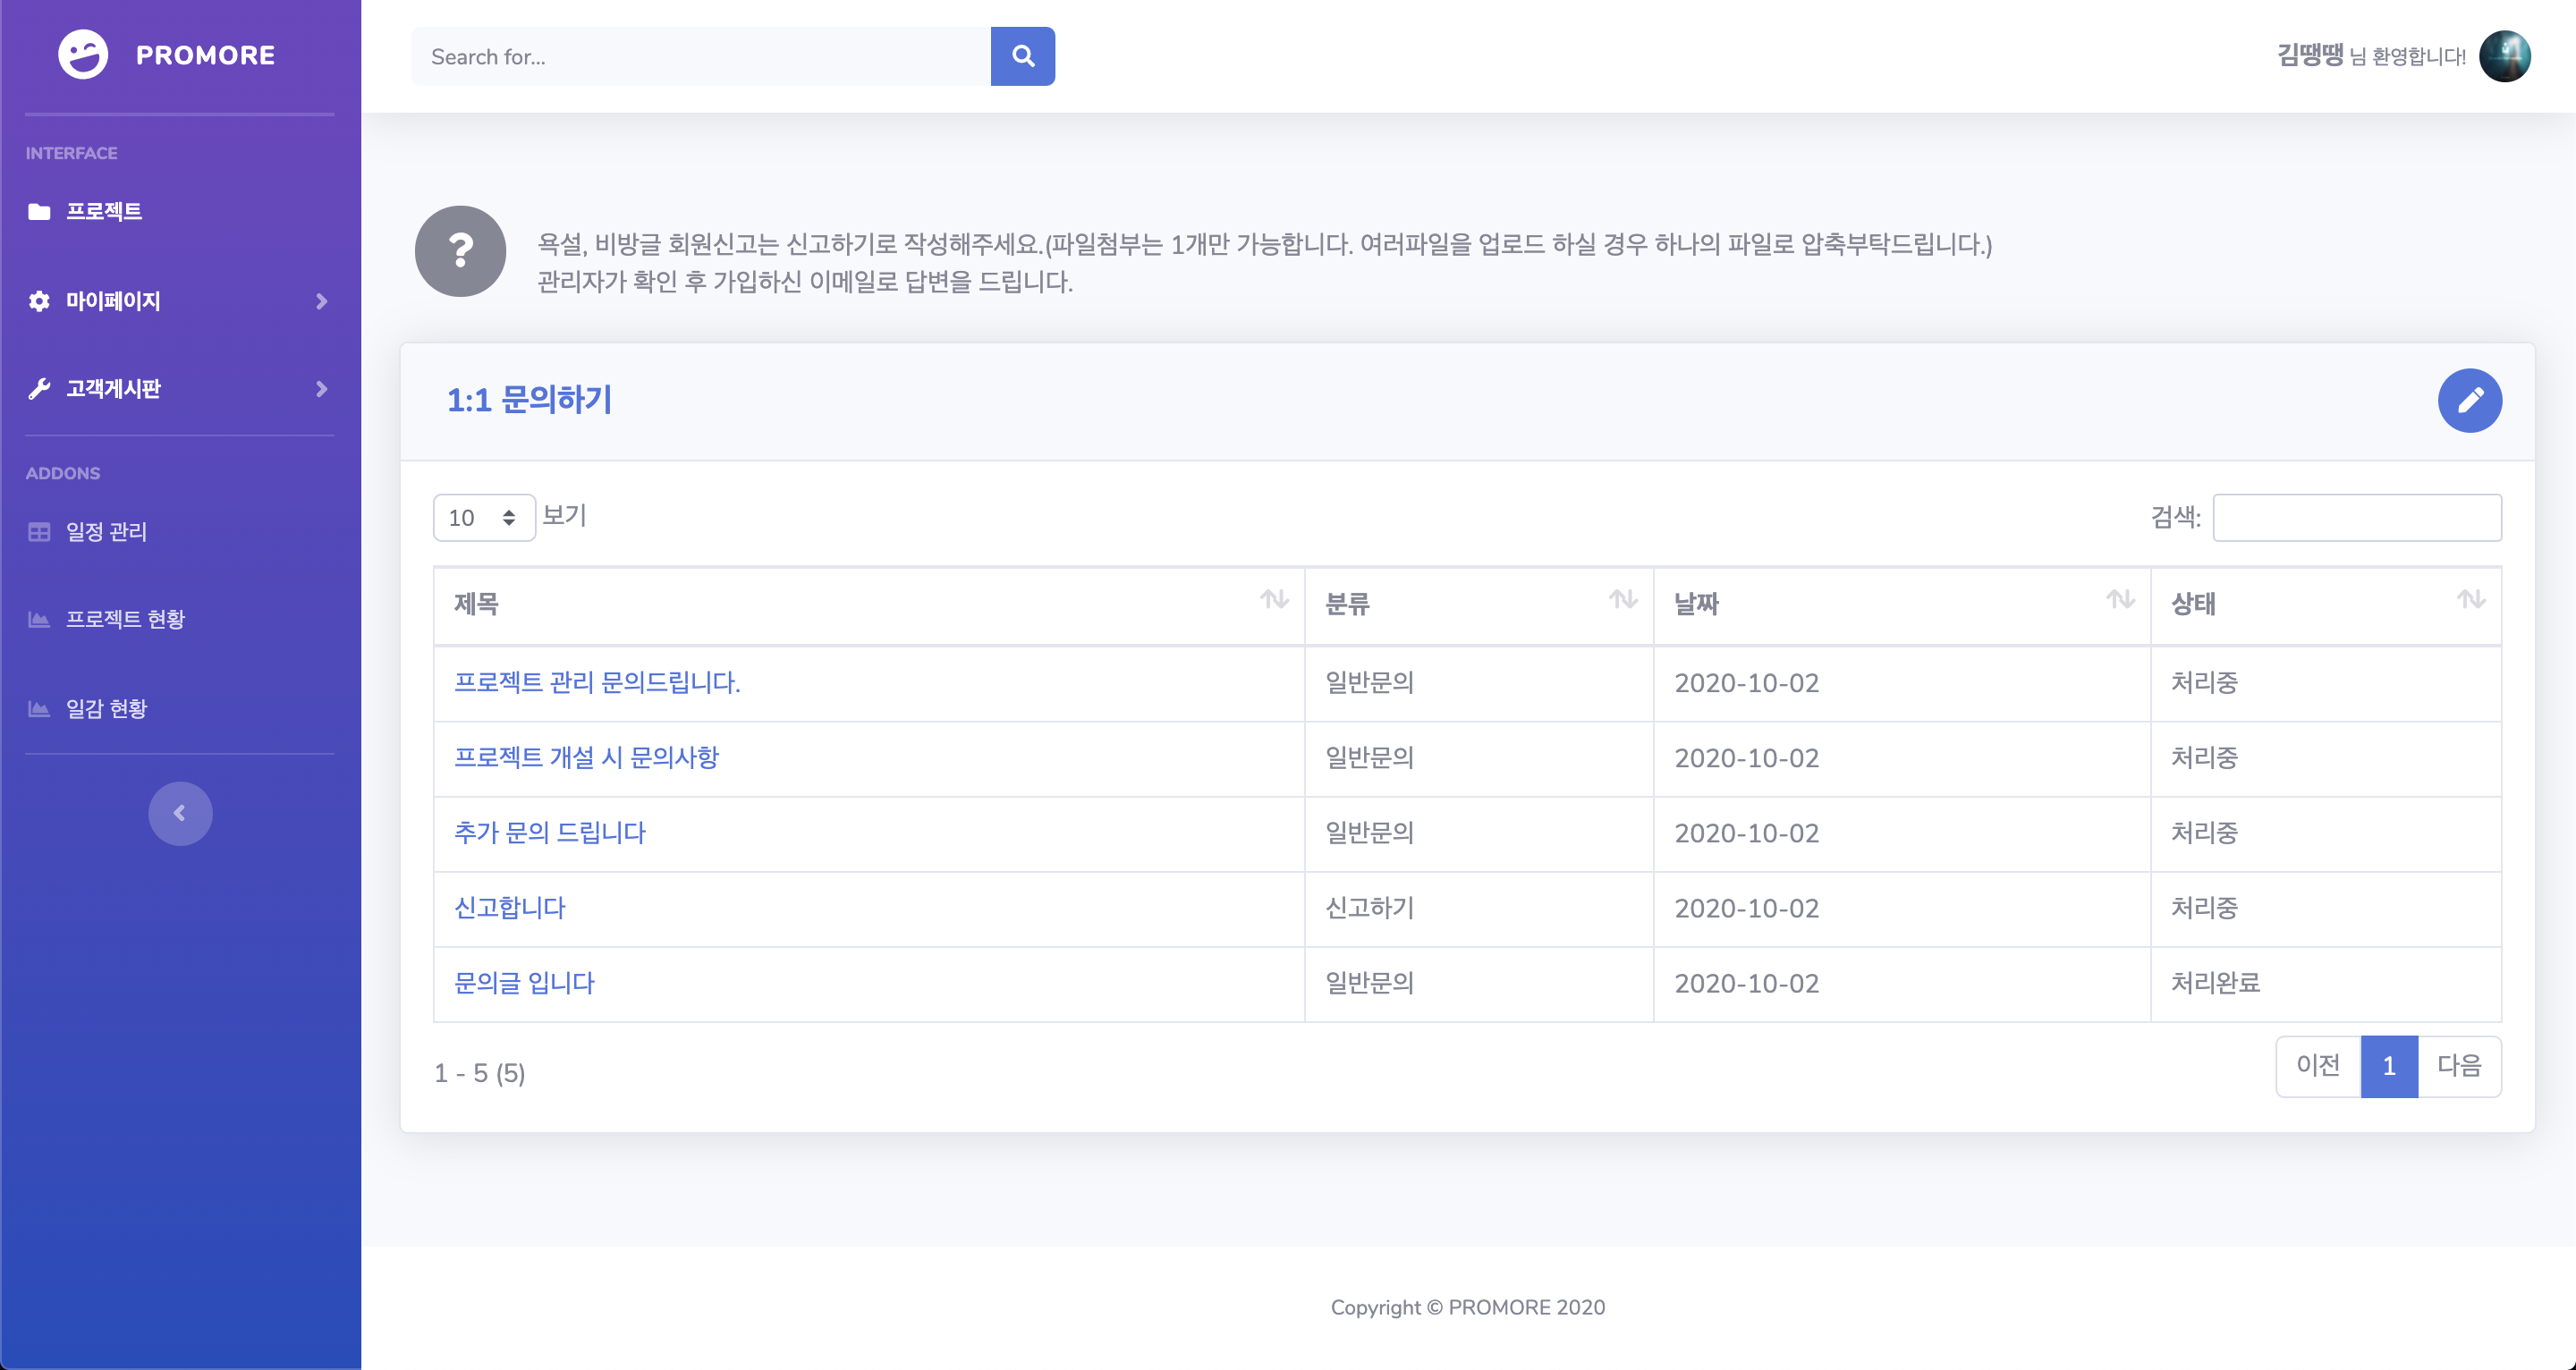 PROMORE
Search for...
김땡땡 님 환영합니다!
INTERFACE
프로젝트
마이페이지
고객게시판
ADDONS
일정 관리
프로젝트 현황
일감 현황
욕설, 비방글 회원신고는 신고하기로 작성해주세요.(파일첨부는 1개만 가능합니다. 여러파일을 업로드 하실 경우 하나의 파일로 압축부탁드립니다.)
관리자가 확인 후 가입하신 이메일로 답변을 드립니다.
1:1 문의하기
10 보기 검색:
제목 분류 날짜 상태
프로젝트 관리 문의드립니다. 일반문의 2020-10-02 처리중
프로젝트 개설 시 문의사항 일반문의 2020-10-02 처리중
추가 문의 드립니다 일반문의 2020-10-02 처리중
신고합니다 신고하기 2020-10-02 처리중
문의글 입니다 일반문의 2020-10-02 처리완료
1 - 5 (5) 이전 1 다음
Copyright © PROMORE 2020